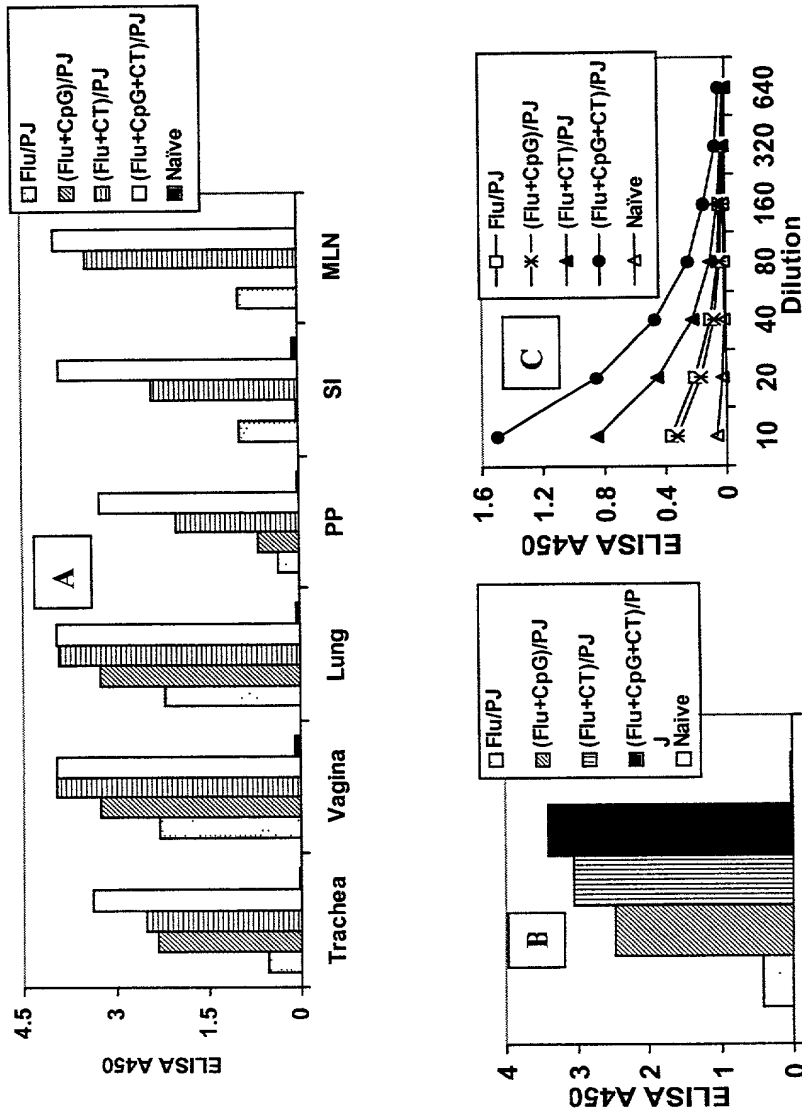 A
ELISA A450
4.5
3
1.5
0
Trachea
Vagina
Lung
PP
SI
MLN
Flu/PJ
(Flu+CpG)/PJ
(Flu+CT)/PJ
(Flu+CpG+CT)/PJ
Naïve
B
ELISA A450
4
3
2
1
0
Flu/PJ
(Flu+CpG)/PJ
(Flu+CT)/PJ
(Flu+CpG+CT)/P
J
Naïve
C
ELISA A450
1.6
1.2
0.8
0.4
0
10 20 40 80 160 320 640
Dilution
Flu/PJ
(Flu+CpG)/PJ
(Flu+CT)/PJ
(Flu+CpG+CT)/PJ
Naïve